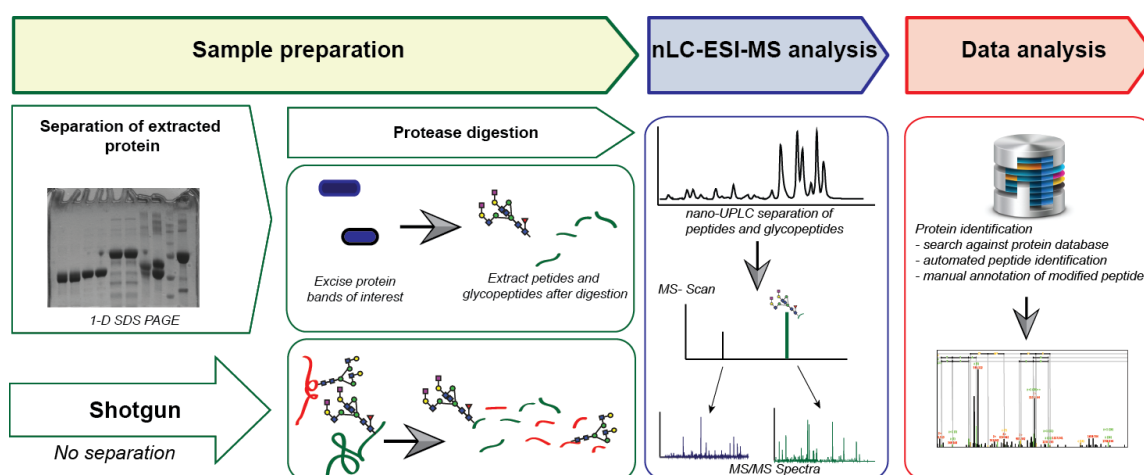 Sample preparation
nLC-ESI-MS analysis
Data analysis
Separation of extracted
protein
1-D SDS PAGE
Protease digestion
Excise protein
bands of interest
Extract petides and
glycopeptides after digestion
Shotgun
No separation
nano-UPLC separation of
peptides and glycopeptides
MS- Scan
MS/MS Spectra
Protein identification
- search against protein database
- automated peptide identification
- manual annotation of modified peptide